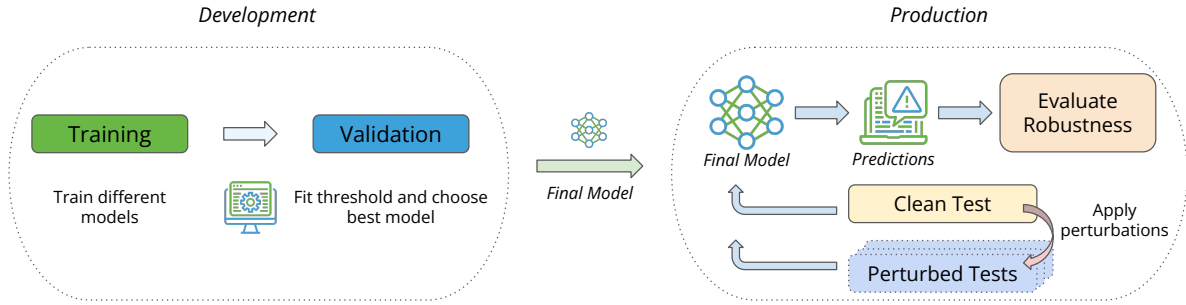 Development
Training
Validation
Train different
models
Fit threshold and choose
best model
Final Model
Production
Final Model
Predictions
Evaluate
Robustness
Clean Test
Apply
perturbations
Perturbed Tests